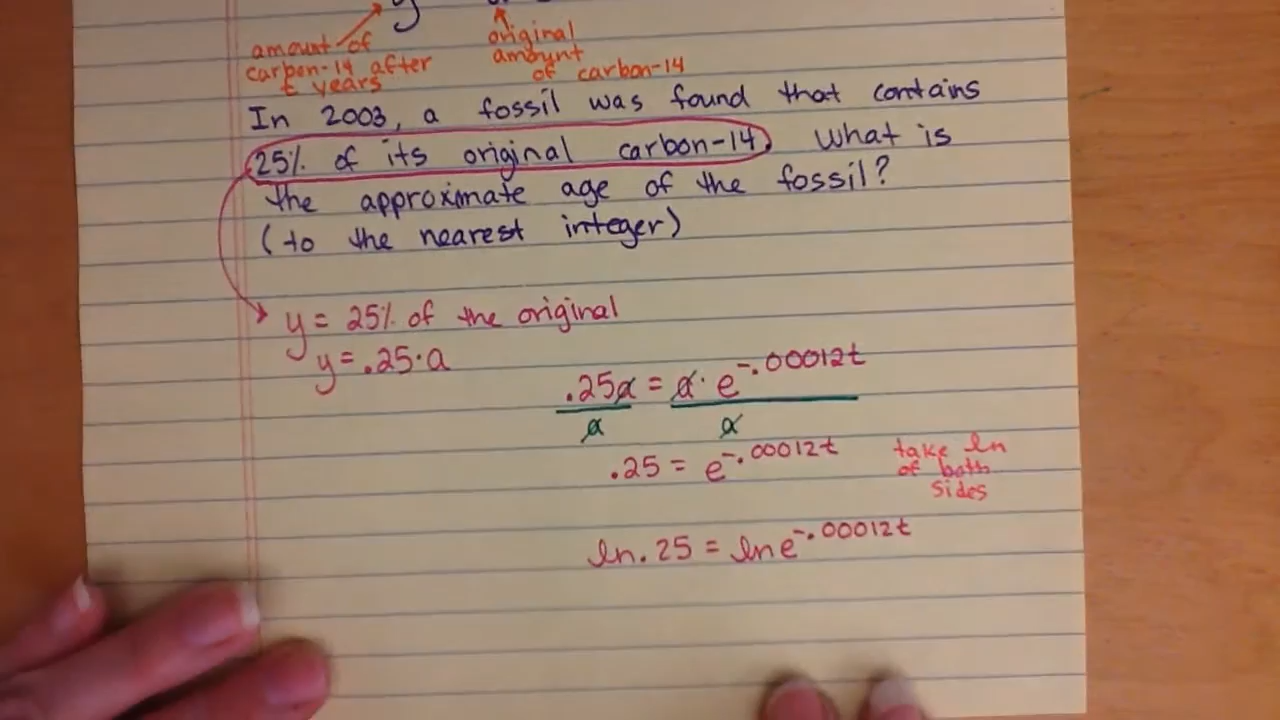 y
amount of
carbon-14 after
t years
original
amount
of carbon-14
In 2003, a fossil was found that contains
25% of its original carbon-14. What is
the approximate age of the fossil?
(to the nearest integer)
y = 25% of the original
y = .25·a
.25a = a·e^-.00012t
a a
.25 = e^-.00012t
take ln
of both
sides
ln .25 = ln e^-.00012t